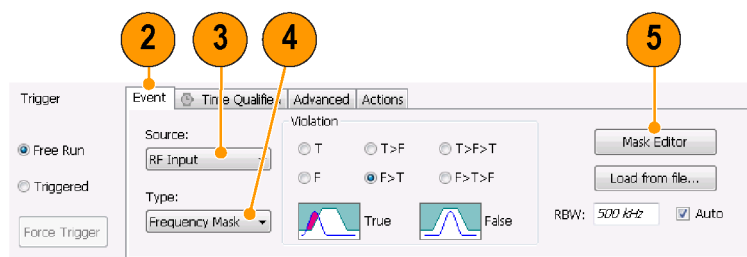 2 3 4 5
Trigger
Event Time Qualified Advanced Actions
Free Run
Triggered
Force Trigger
Source:
RF Input
Type:
Frequency Mask
Violation
T T>F T>F>T
F F>T F>T>F
True False
Mask Editor
Load from file...
RBW: 500 kHz Auto